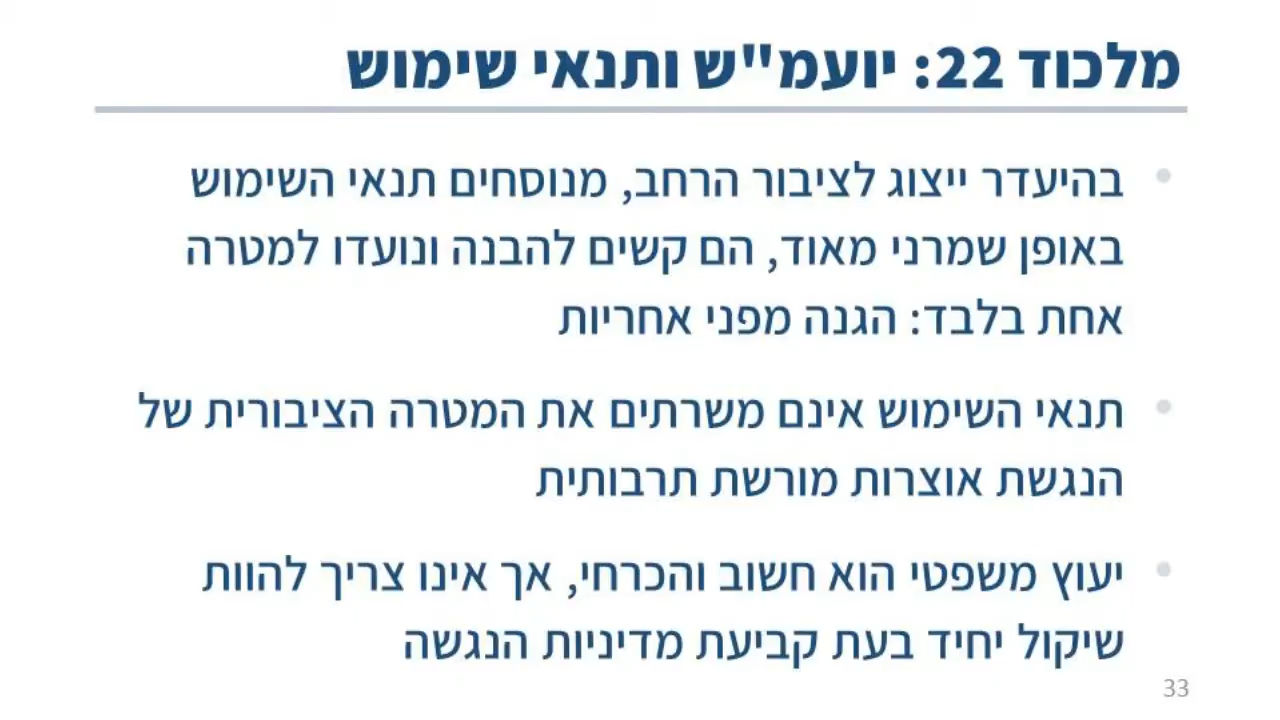 מלכוד 22: יועמ"ש ותנאי שימוש
בהיעדר ייצוג לציבור הרחב, מנוסחים תנאי השימוש
באופן שמרני מאוד, הם קשים להבנה ונועדו למטרה
אחת בלבד: הגנה מפני אחריות
תנאי השימוש אינם משרתים את המטרה הציבורית של
הנגשת אוצרות מורשת תרבותית
יעוץ משפטי הוא חשוב והכרחי, אך אינו צריך להוות
שיקול יחיד בעת קביעת מדיניות הנגשה
33